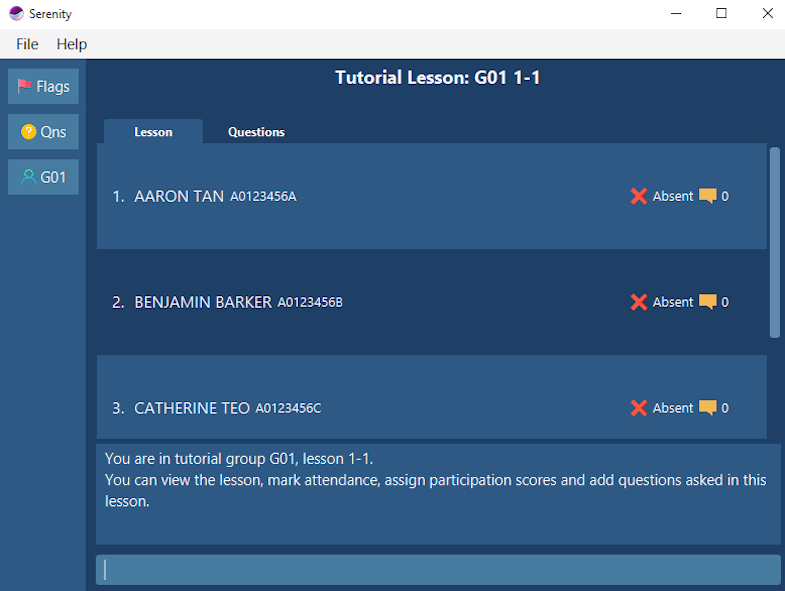 Serenity
File Help
Tutorial Lesson: G01 1-1
Flags
Qns
G01
Lesson Questions
1. AARON TAN A0123456A Absent 0
2. BENJAMIN BARKER A0123456B Absent 0
3. CATHERINE TEO A0123456C Absent 0
You are in tutorial group G01, lesson 1-1.
You can view the lesson, mark attendance, assign participation scores and add questions asked in this
lesson.